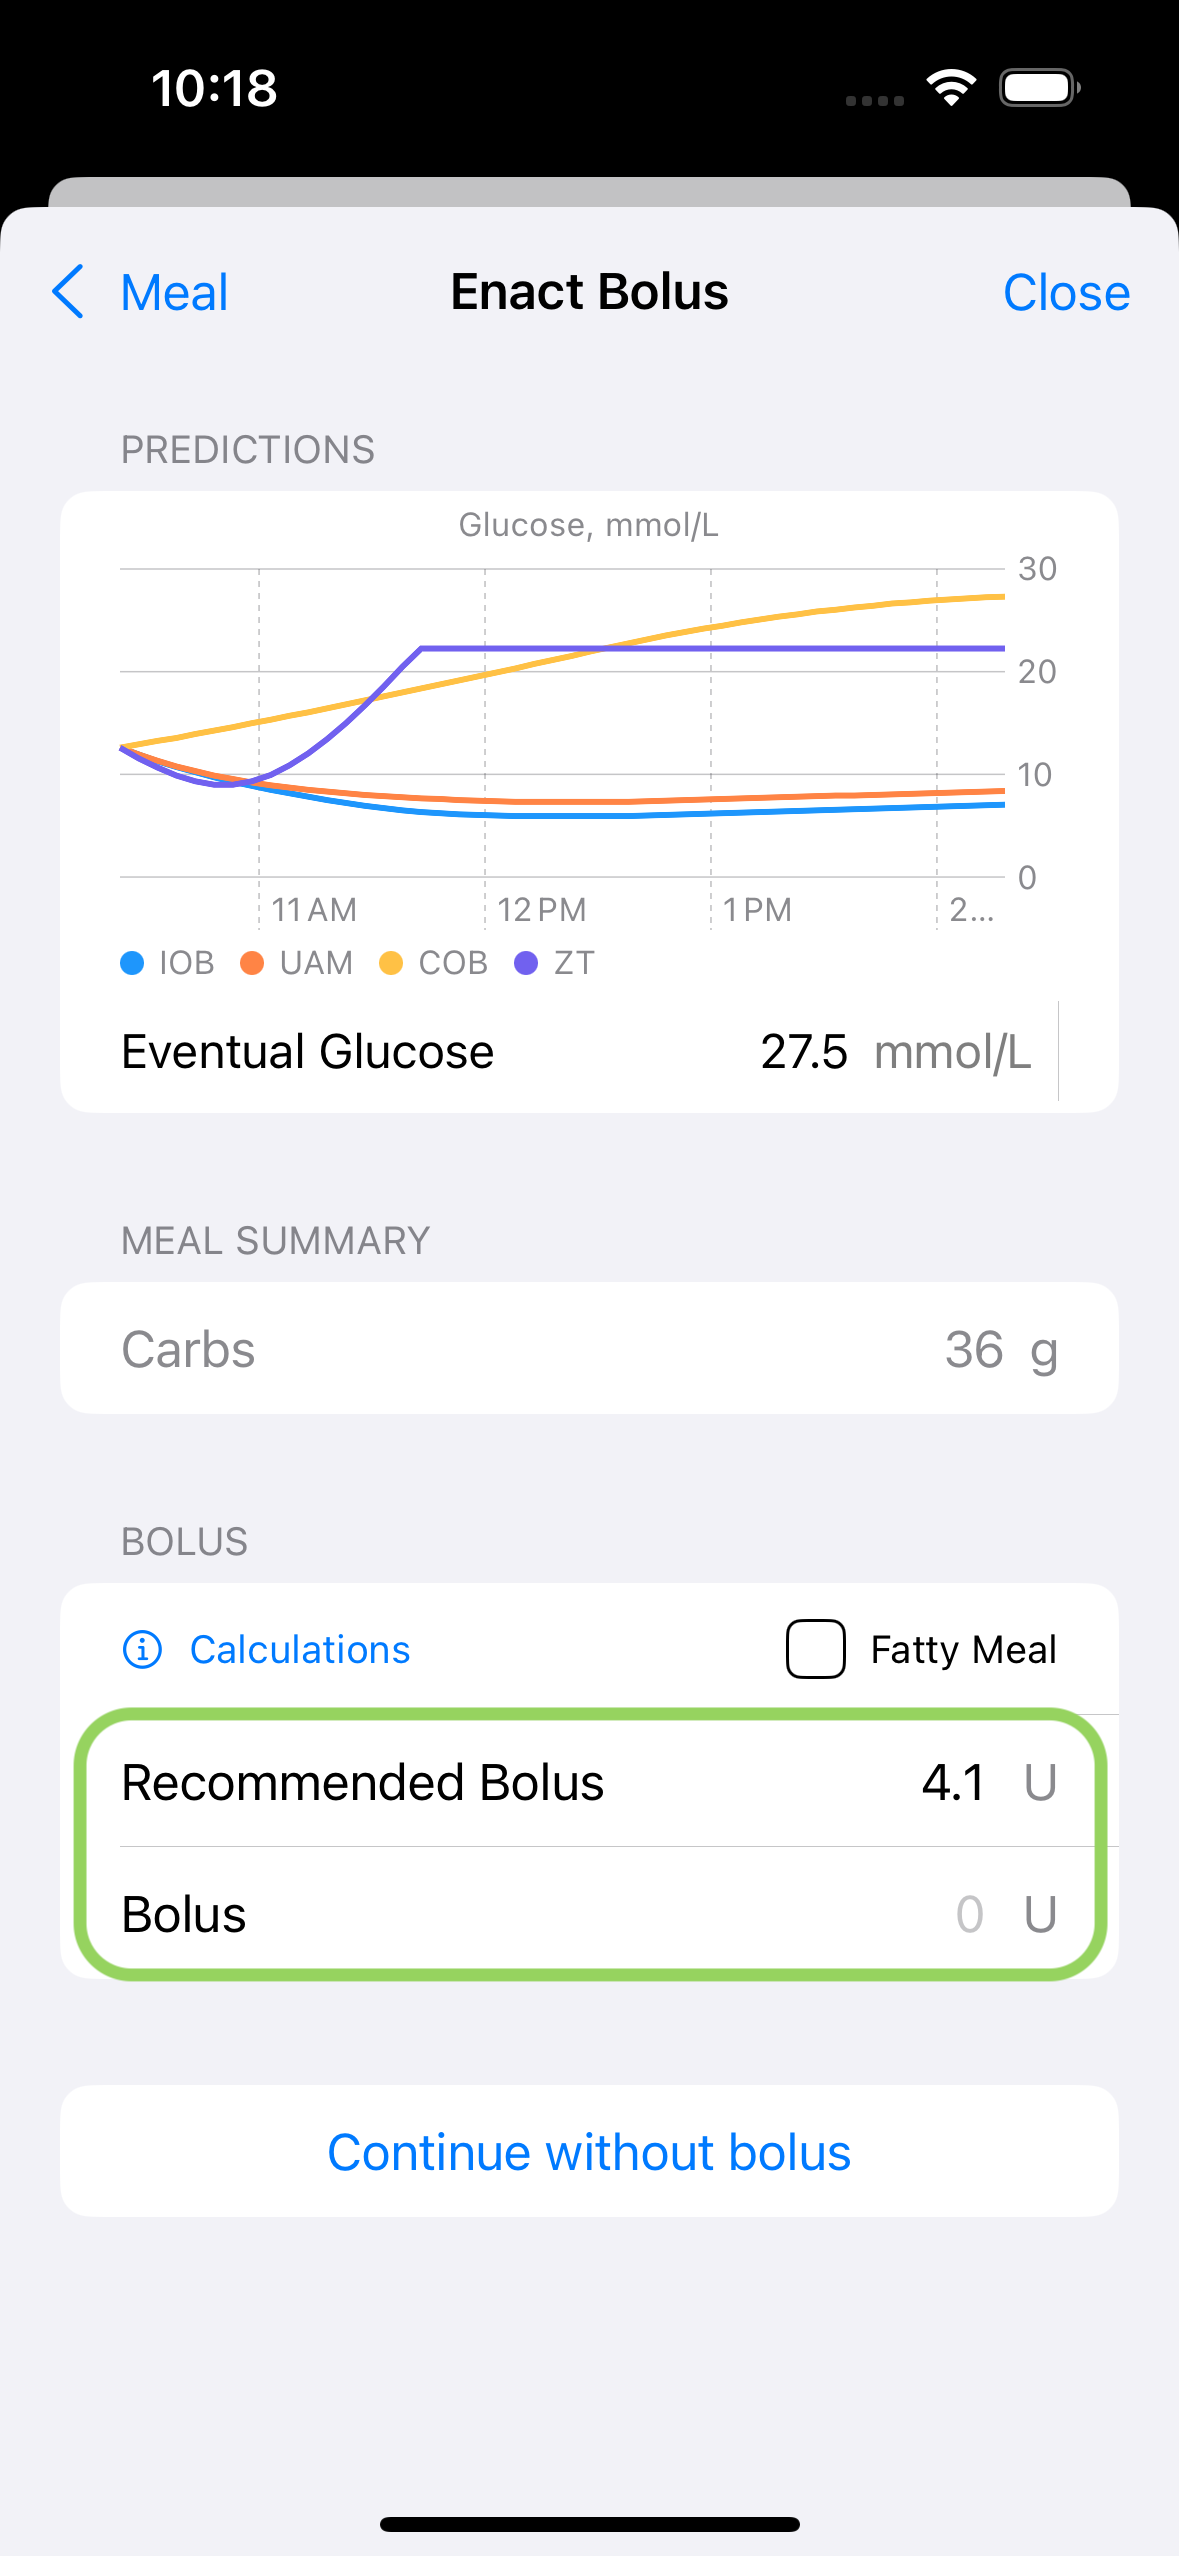 10:18
Meal Enact Bolus Close
PREDICTIONS
Glucose, mmol/L
30
20
10
0
11 AM 12 PM 1 PM 2...
IOB UAM COB ZT
Eventual Glucose 27.5 mmol/L
MEAL SUMMARY
Carbs 36 g
BOLUS
Calculations Fatty Meal
Recommended Bolus 4.1 U
Bolus 0 U
Continue without bolus